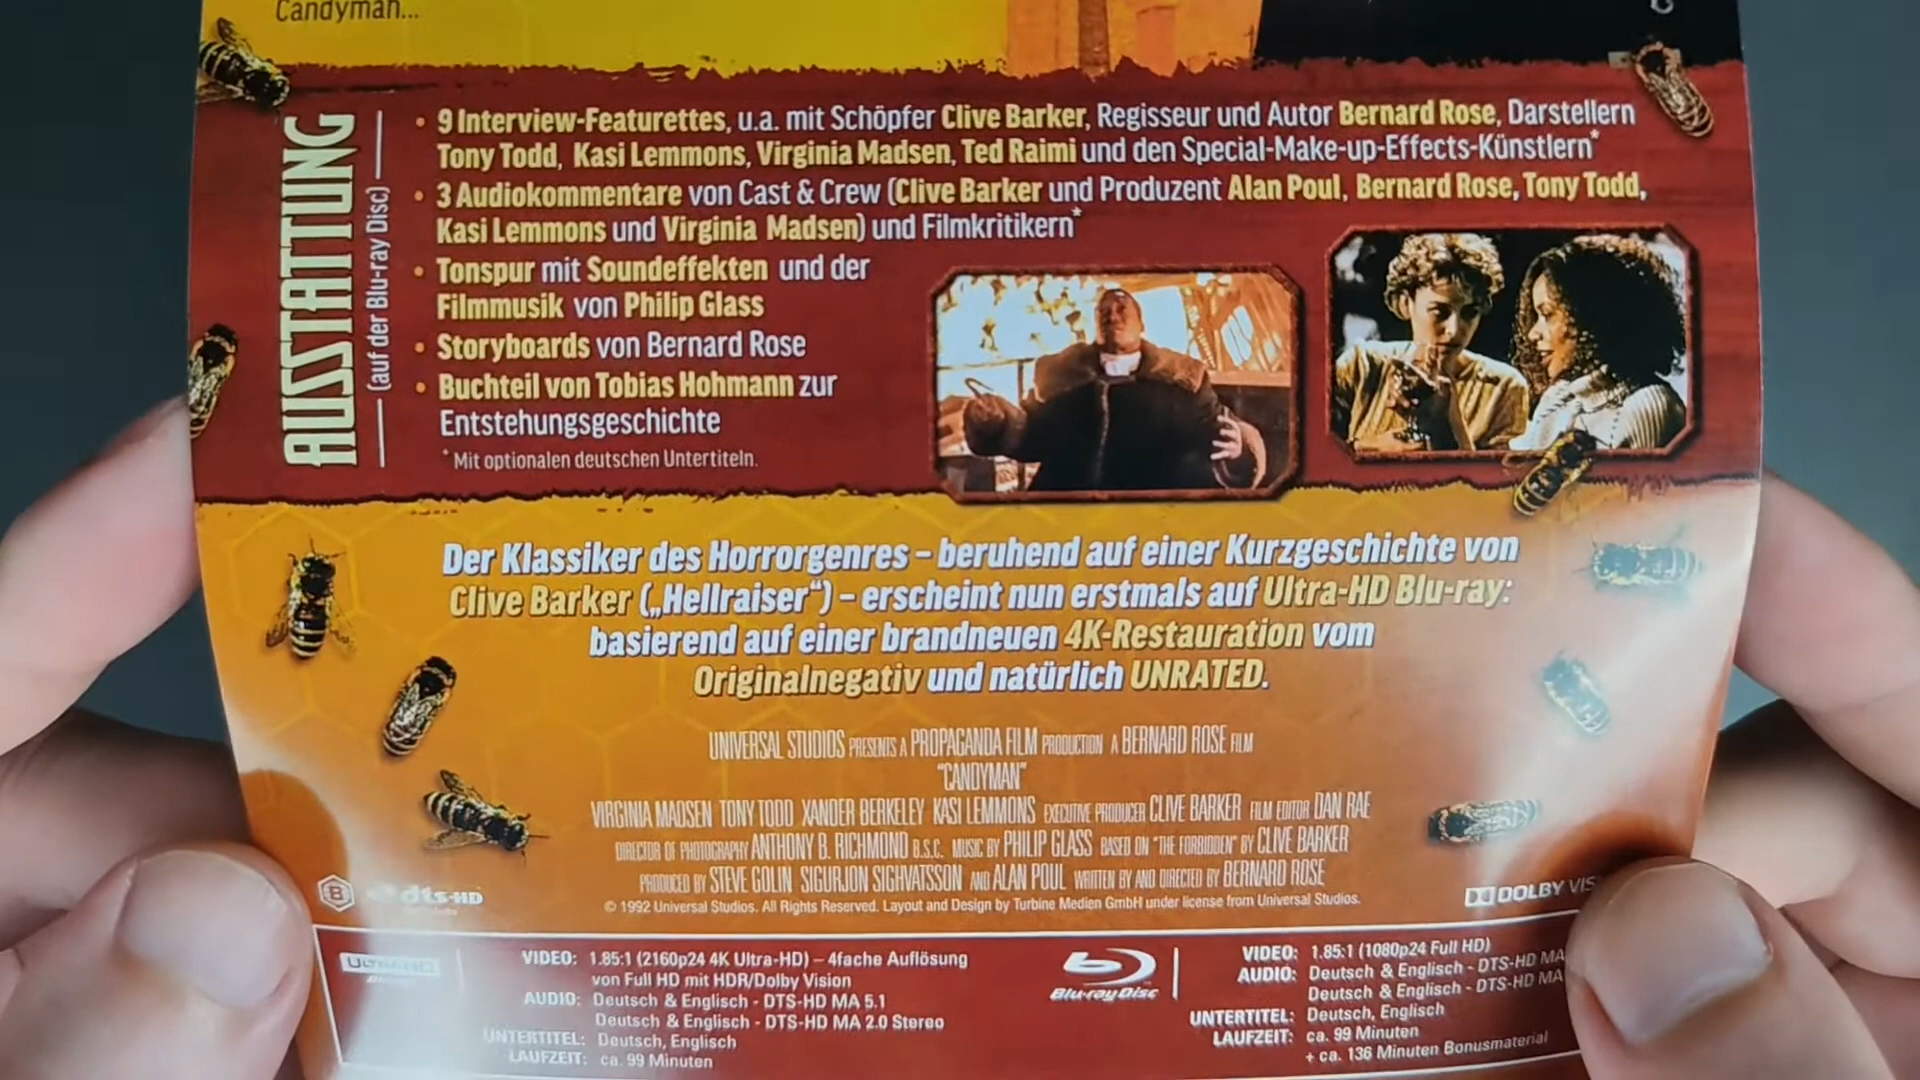 Candyman...
AUSSTATTUNG
(auf der Blu-ray Disc)
• 9 Interview-Featurettes, u.a. mit Schöpfer Clive Barker, Regisseur und Autor Bernard Rose, Darstellern
Tony Todd, Kasi Lemmons, Virginia Madsen, Ted Raimi und den Special-Make-up-Effects-Künstlern*
• 3 Audiokommentare von Cast & Crew (Clive Barker und Produzent Alan Poul, Bernard Rose, Tony Todd,
Kasi Lemmons und Virginia Madsen) und Filmkritikern*
• Tonspur mit Soundeffekten und der
Filmmusik von Philip Glass
• Storyboards von Bernard Rose
• Buchteil von Tobias Hohmann zur
Entstehungsgeschichte
* Mit optionalen deutschen Untertiteln.
Der Klassiker des Horrorgenres – beruhend auf einer Kurzgeschichte von
Clive Barker („Hellraiser“) – erscheint nun erstmals auf Ultra-HD Blu-ray:
basierend auf einer brandneuen 4K-Restauration vom
Originalnegativ und natürlich UNRATED.
UNIVERSAL STUDIOS PRESENTS A PROPAGANDA FILM PRODUCTION A BERNARD ROSE FILM
"CANDYMAN"
VIRGINIA MADSEN TONY TODD XANDER BERKELEY KASI LEMMONS EXECUTIVE PRODUCER CLIVE BARKER FILM EDITOR DAN RAE
DIRECTOR OF PHOTOGRAPHY ANTHONY B. RICHMOND B.S.C. MUSIC BY PHILIP GLASS BASED ON "THE FORBIDDEN" BY CLIVE BARKER
PRODUCED BY STEVE GOLIN SIGURJON SIGHVATSSON AND ALAN POUL WRITTEN BY AND DIRECTED BY BERNARD ROSE
© 1992 Universal Studios. All Rights Reserved. Layout and Design by Turbine Medien GmbH under license from Universal Studios.
B
dts-HD
DOLBY VIS
ULTRA HD
VIDEO: 1.85:1 (2160p24 4K Ultra-HD) – 4fache Auflösung
von Full HD mit HDR/Dolby Vision
AUDIO: Deutsch & Englisch - DTS-HD MA 5.1
Deutsch & Englisch - DTS-HD MA 2.0 Stereo
UNTERTITEL: Deutsch, Englisch
LAUFZEIT: ca. 99 Minuten
Blu-ray Disc
VIDEO: 1.85:1 (1080p24 Full HD)
AUDIO: Deutsch & Englisch - DTS-HD MA
Deutsch & Englisch - DTS-HD MA
UNTERTITEL: Deutsch, Englisch
LAUFZEIT: ca. 99 Minuten
+ ca. 136 Minuten Bonusmaterial